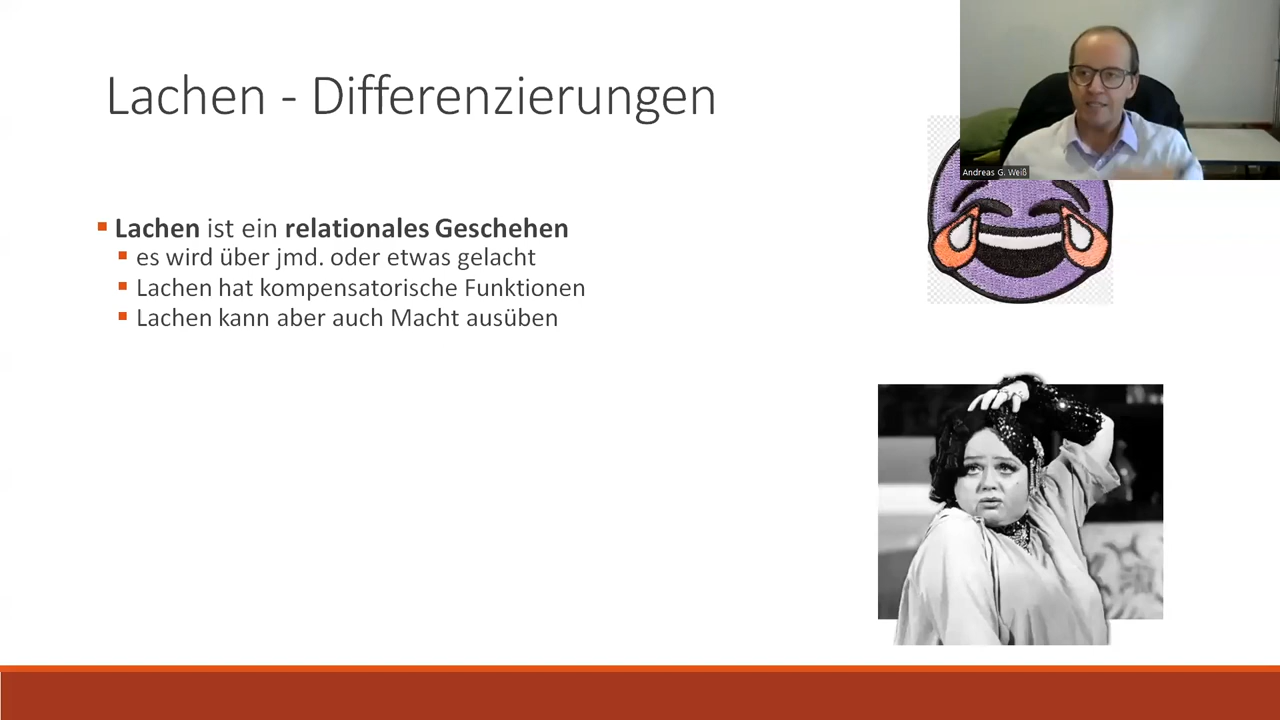 Lachen - Differenzierungen
Andreas G. Weiß
Lachen ist ein relationales Geschehen
es wird über jmd. oder etwas gelacht
Lachen hat kompensatorische Funktionen
Lachen kann aber auch Macht ausüben